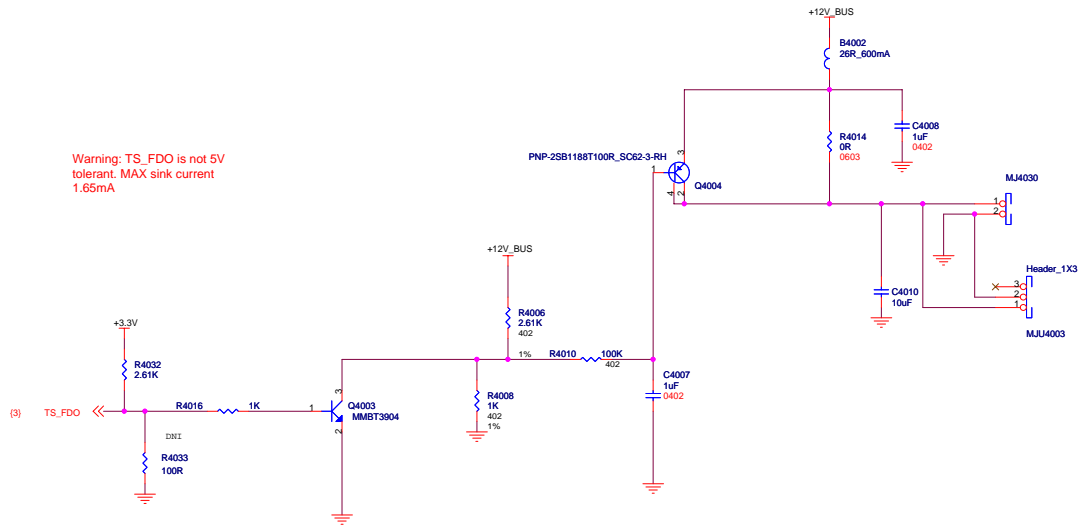 +12V_BUS
B4002
26R_600mA
C4008
1uF
0402
R4014
0R
0603
Warning: TS_FDO is not 5V
tolerant. MAX sink current
1.65mA
PNP-2SB1188T100R_SC62-3-RH
3
1
Q4004
4
2
MJ4030
1
2
+12V_BUS
Header_1X3
3
2
1
MJU4003
C4010
10uF
R4006
2.61K
402
1%
+3.3V
R4032
2.61K
R4010
100K
402
C4007
1uF
0402
R4008
1K
402
1%
{3}
TS_FDO
R4016
1K
1
3
Q4003
MMBT3904
2
DNI
R4033
100R